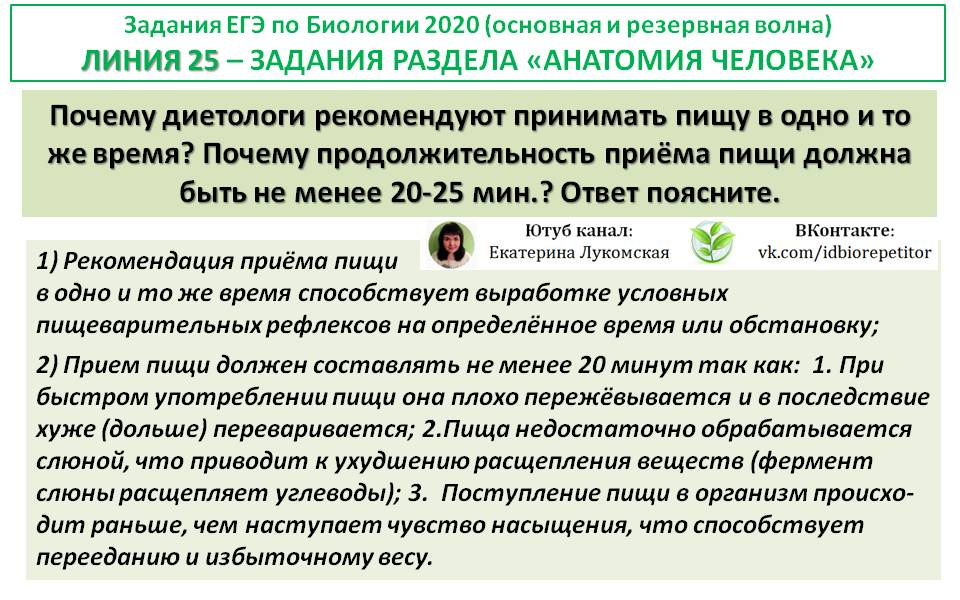 Задания ЕГЭ по Биологии 2020 (основная и резервная волна)
ЛИНИЯ 25 – ЗАДАНИЯ РАЗДЕЛА «АНАТОМИЯ ЧЕЛОВЕКА»
Почему диетологи рекомендуют принимать пищу в одно и то
же время? Почему продолжительность приёма пищи должна
быть не менее 20-25 мин.? Ответ поясните.
Ютуб канал:
Екатерина Лукомская
ВКонтакте:
vk.com/idbiorepetitor
1) Рекомендация приёма пищи
в одно и то же время способствует выработке условных
пищеварительных рефлексов на определённое время или обстановку;
2) Прием пищи должен составлять не менее 20 минут так как: 1. При
быстром употреблении пищи она плохо пережёвывается и в последствие
хуже (дольше) переваривается; 2.Пища недостаточно обрабатывается
слюной, что приводит к ухудшению расщепления веществ (фермент
слюны расщепляет углеводы); 3. Поступление пищи в организм происхо-
дит раньше, чем наступает чувство насыщения, что способствует
перееданию и избыточному весу.